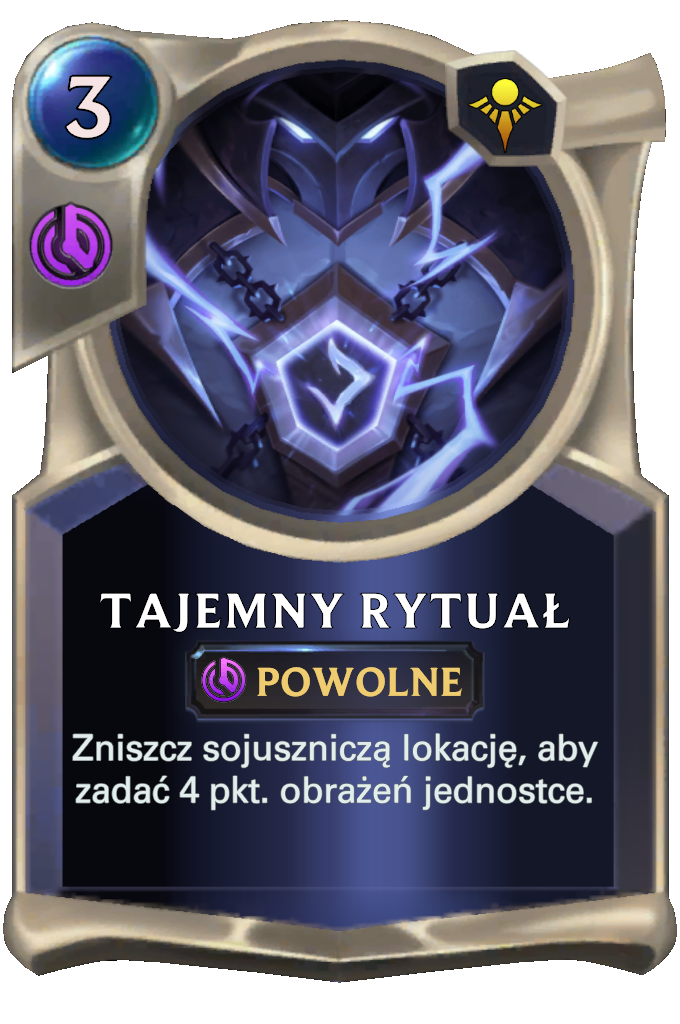 3
TAJEMNY RYTUAŁ
POWOLNE
Zniszcz sojuszniczą lokację, aby
zadać 4 pkt. obrażeń jednostce.